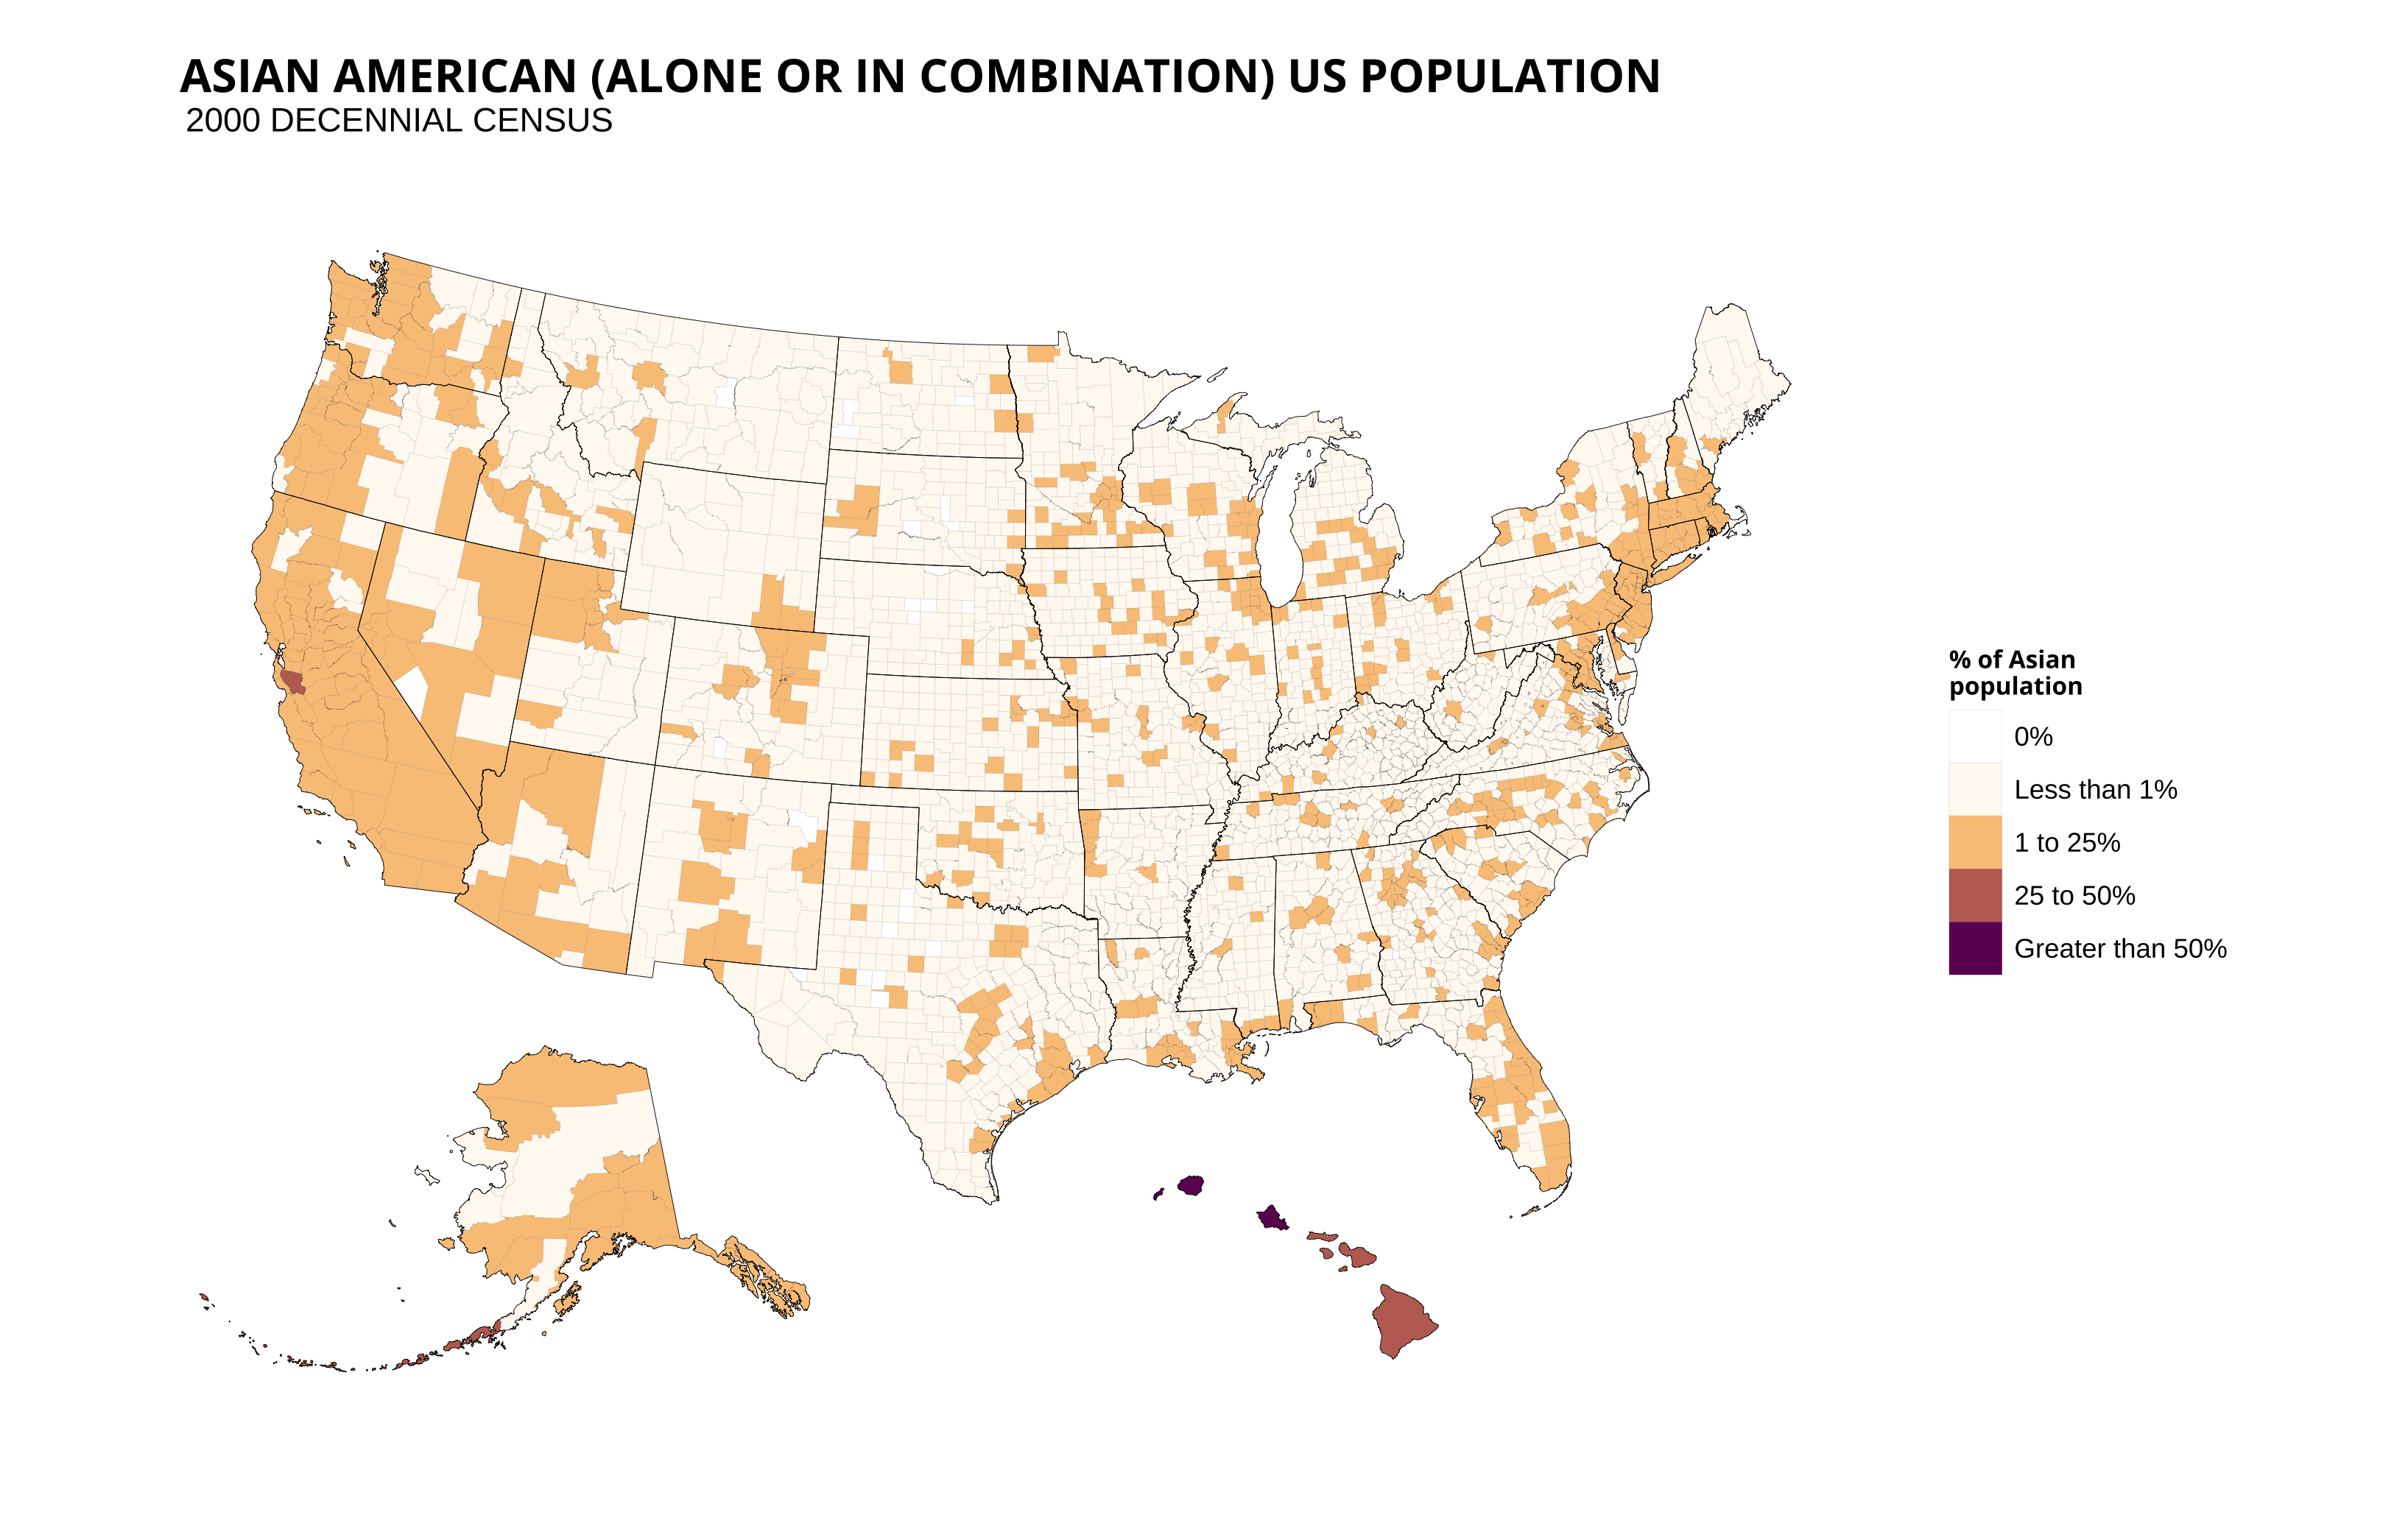 ASIAN AMERICAN (ALONE OR IN COMBINATION) US POPULATION
2000 DECENNIAL CENSUS
% of Asian
population
0%
Less than 1%
1 to 25%
25 to 50%
Greater than 50%